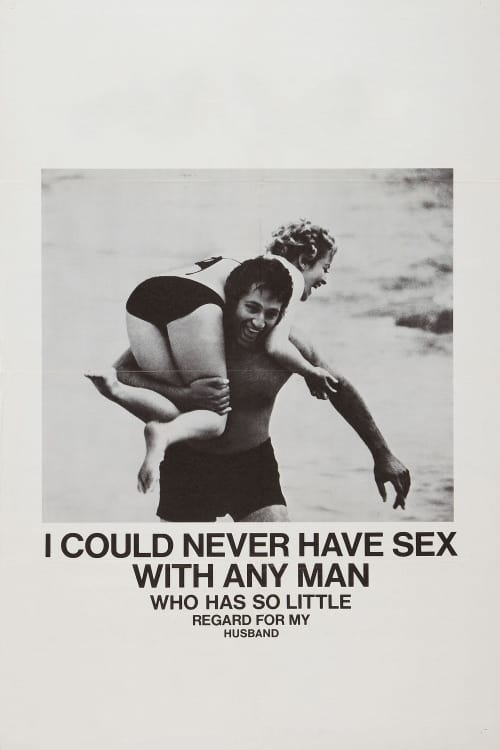 I COULD NEVER HAVE SEX
WITH ANY MAN
WHO HAS SO LITTLE
REGARD FOR MY
HUSBAND